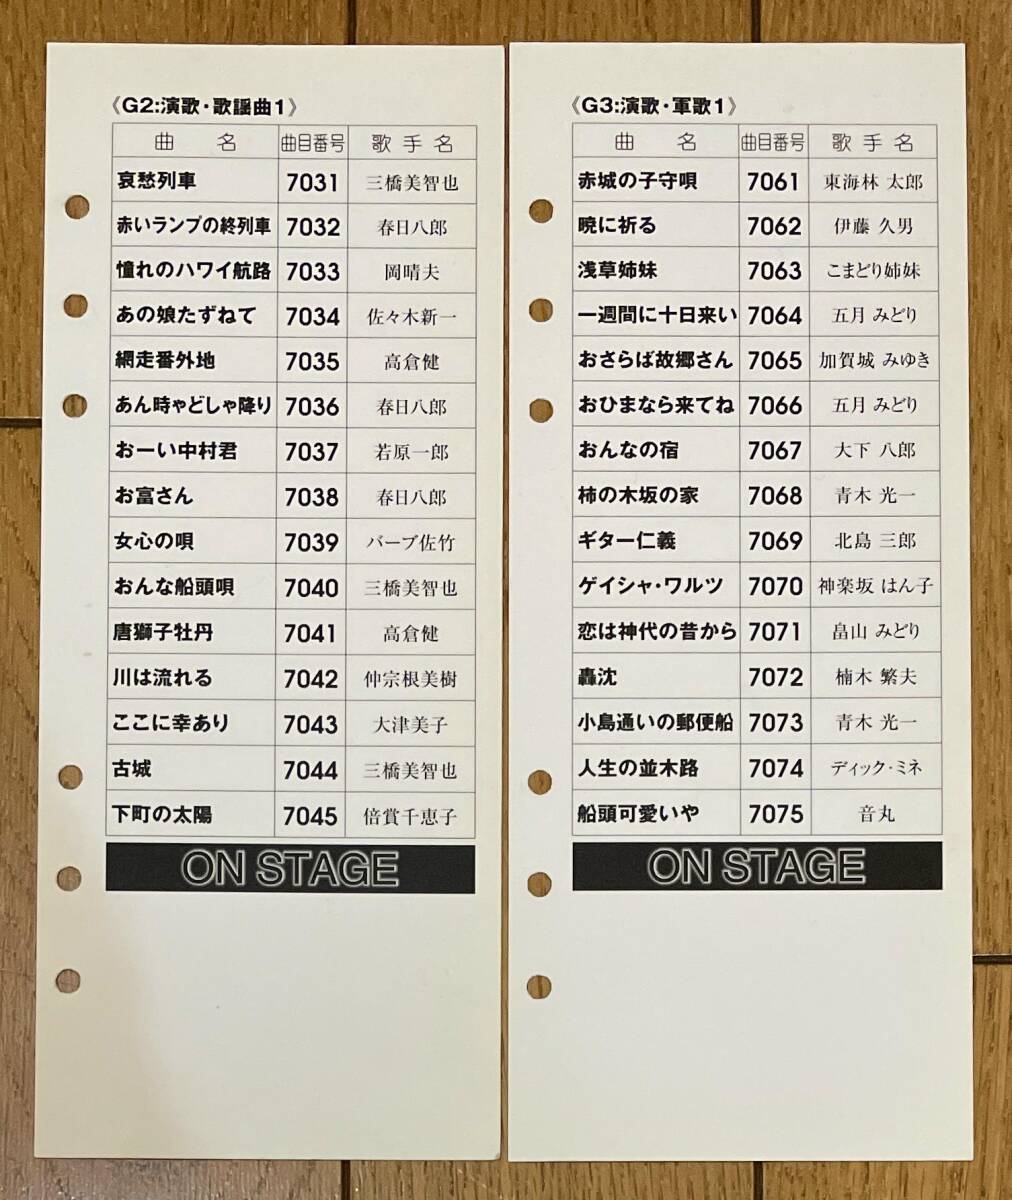 《G2:演歌・歌謡曲1》
曲 名 曲目番号 歌手名
哀愁列車 7031 三橋美智也
赤いランプの終列車 7032 春日八郎
憧れのハワイ航路 7033 岡晴夫
あの娘たずねて 7034 佐々木新一
網走番外地 7035 高倉健
あん時ゃどしゃ降り 7036 春日八郎
おーい中村君 7037 若原一郎
お富さん 7038 春日八郎
女心の唄 7039 バーブ佐竹
おんな船頭唄 7040 三橋美智也
唐獅子牡丹 7041 高倉健
川は流れる 7042 仲宗根美樹
ここに幸あり 7043 大津美子
古城 7044 三橋美智也
下町の太陽 7045 倍賞千恵子
ON STAGE
《G3:演歌・軍歌1》
曲 名 曲目番号 歌手名
赤城の子守唄 7061 東海林 太郎
暁に祈る 7062 伊藤 久男
浅草姉妹 7063 こまどり姉妹
一週間に十日来い 7064 五月 みどり
おさらば故郷さん 7065 加賀城 みゆき
おひまなら来てね 7066 五月 みどり
おんなの宿 7067 大下 八郎
柿の木坂の家 7068 青木 光一
ギター仁義 7069 北島 三郎
ゲイシャ・ワルツ 7070 神楽坂 はん子
恋は神代の昔から 7071 畠山 みどり
轟沈 7072 楠木 繁夫
小島通いの郵便船 7073 青木 光一
人生の並木路 7074 ディック・ミネ
船頭可愛いや 7075 音丸
ON STAGE